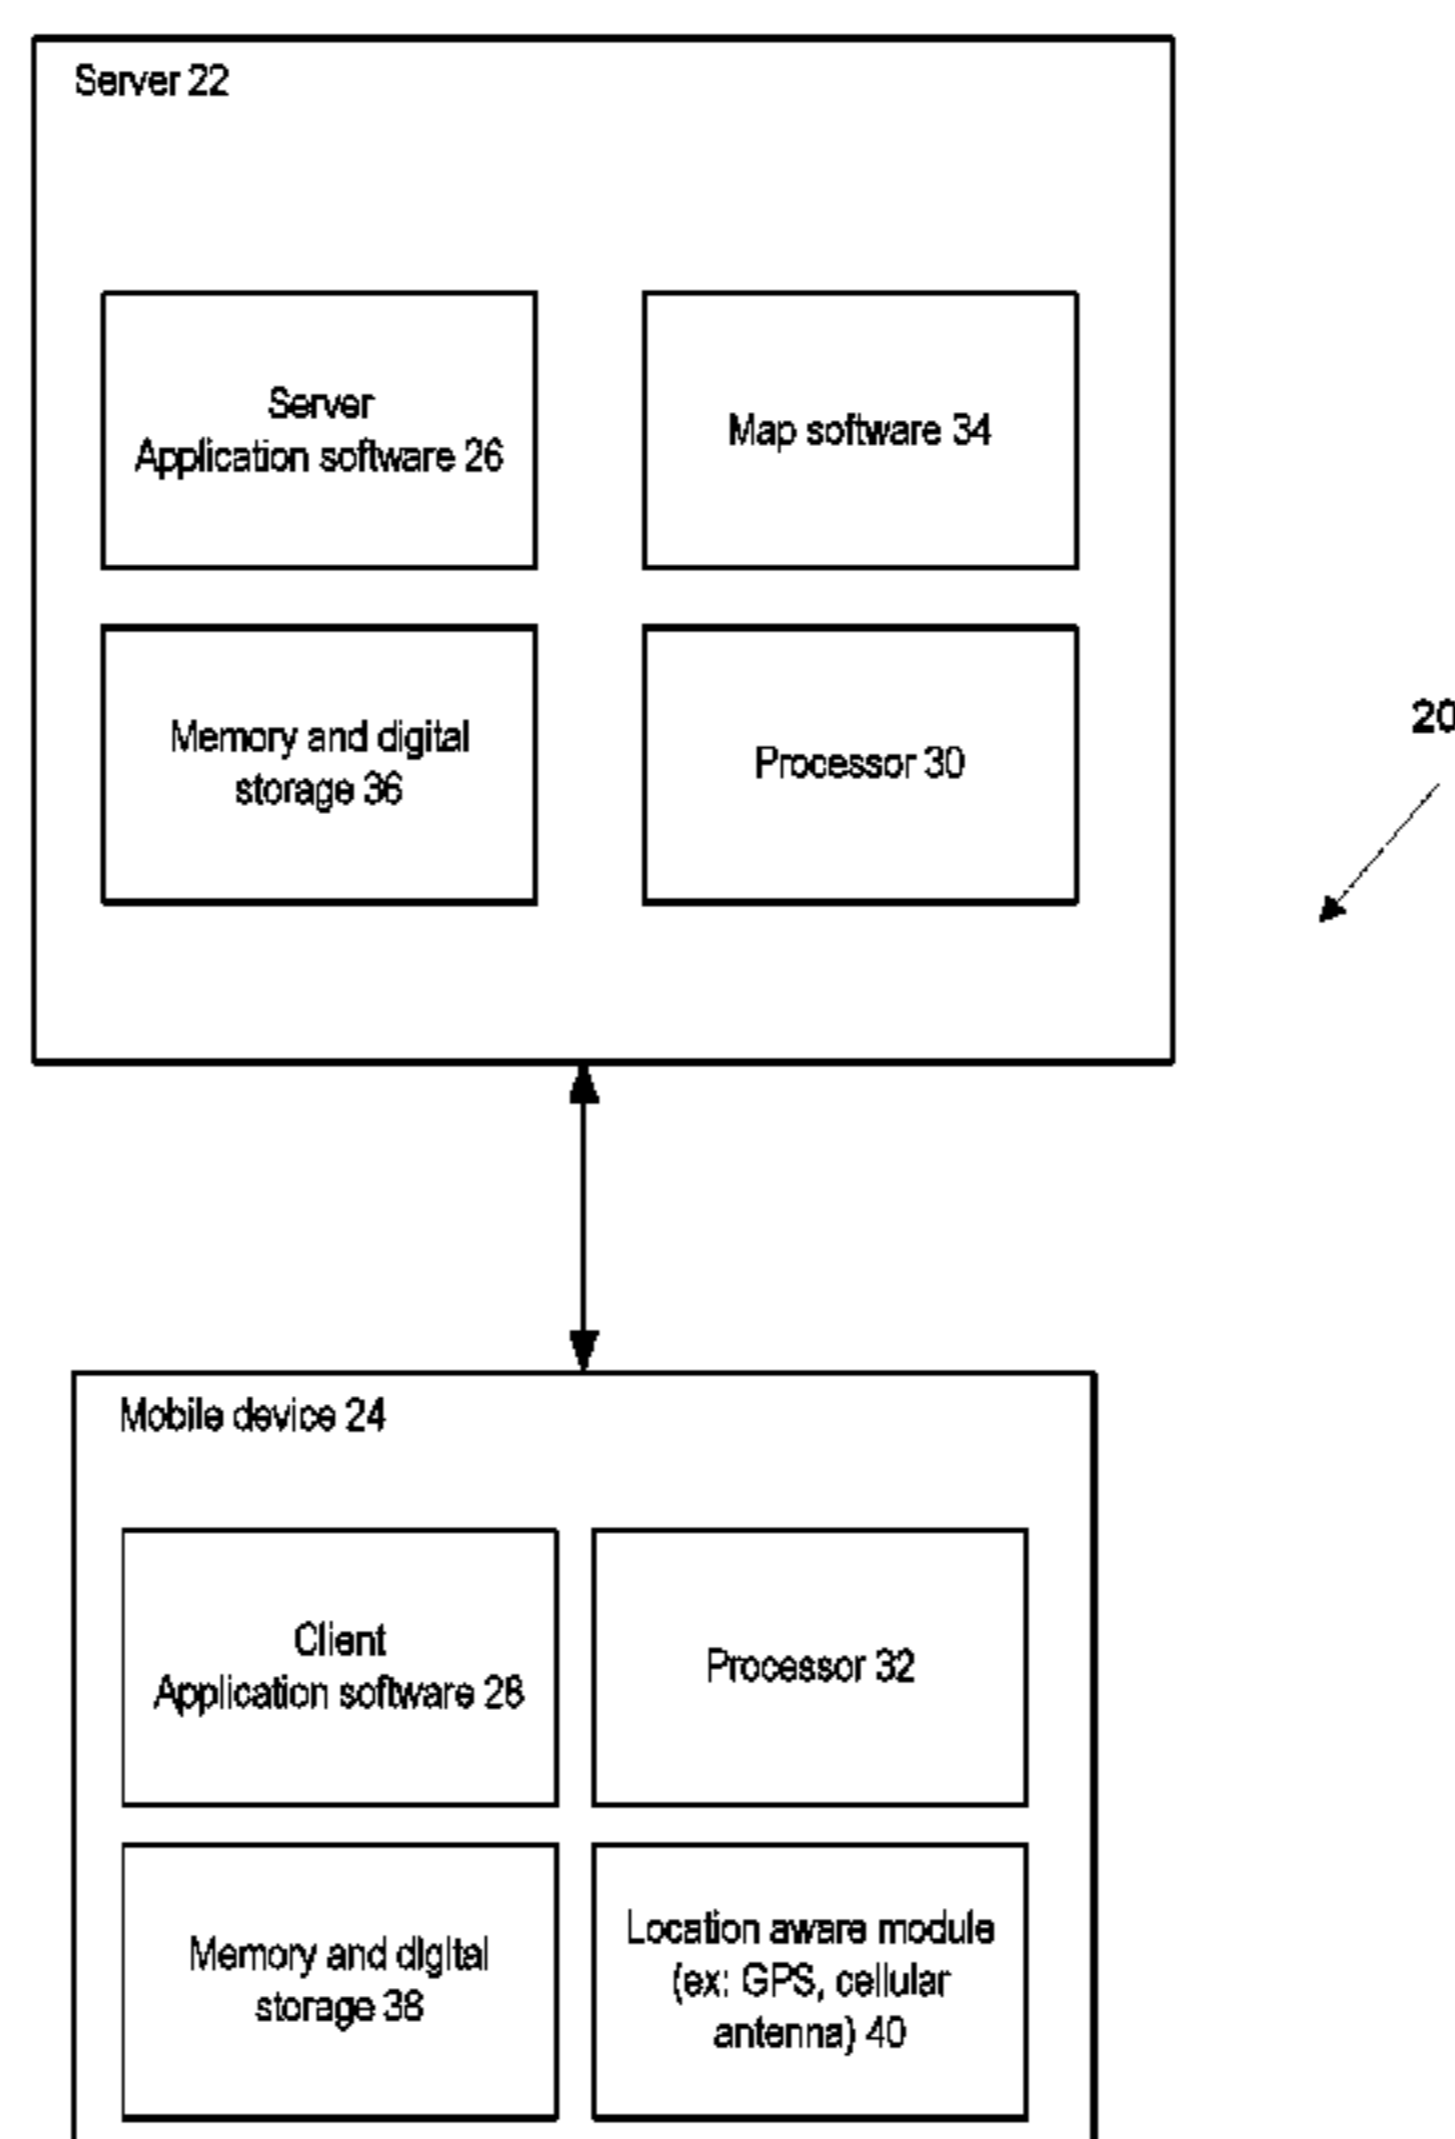 Server 22
Server
Application software 26
Map software 34
Memory and digital
storage 36
Processor 30
20
Mobile device 24
Client
Application software 28
Processor 32
Memory and digital
storage 38
Location aware module
(ex: GPS, cellular
antenna) 40